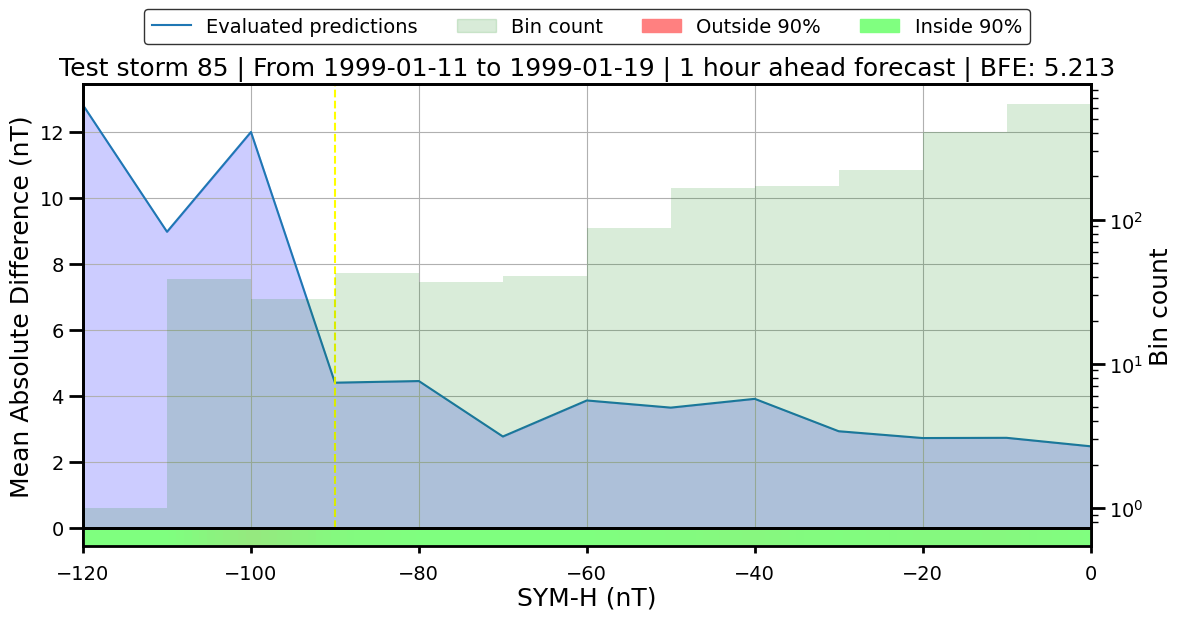 Evaluated predictions Bin count Outside 90% Inside 90%
Test storm 85 | From 1999-01-11 to 1999-01-19 | 1 hour ahead forecast | BFE: 5.213
Mean Absolute Difference (nT)
12
10
8
6
4
2
0
10²
10¹
10⁰
Bin count
−120 −100 −80 −60 −40 −20 0
SYM-H (nT)